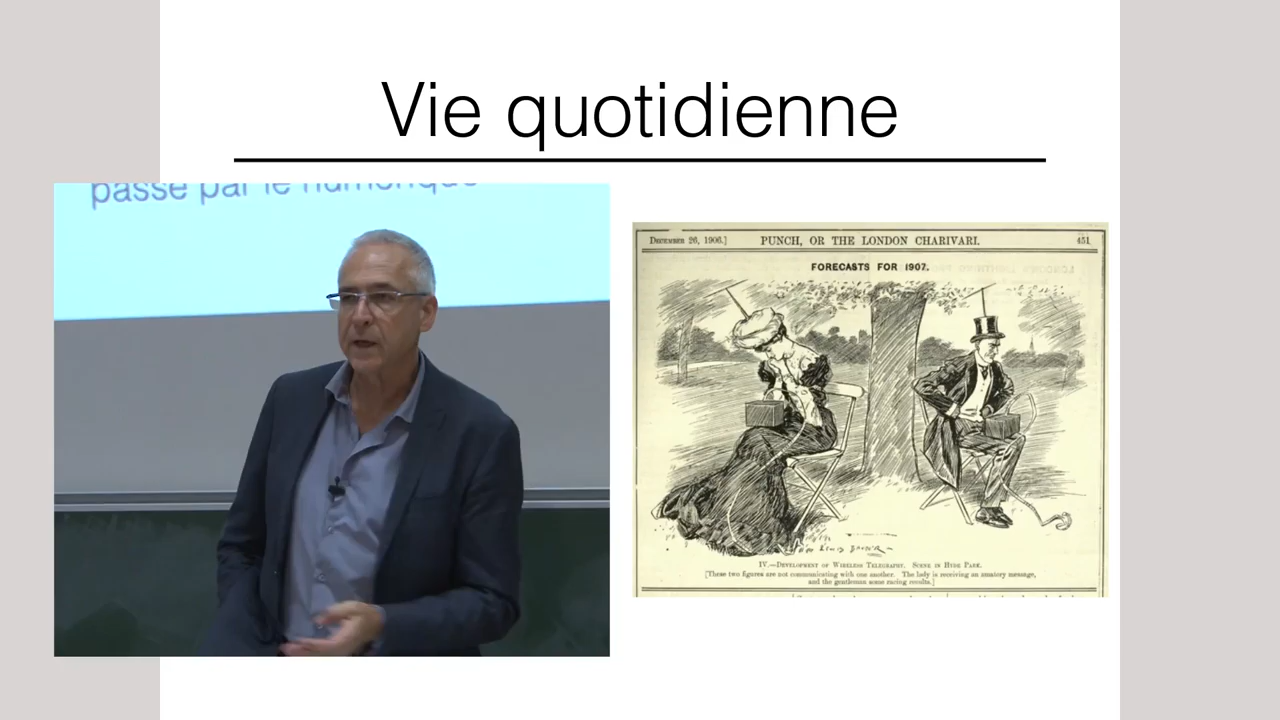 Vie quotidienne
passe par le numérique
DECEMBER 26, 1906.] PUNCH, OR THE LONDON CHARIVARI. 451
FORECASTS FOR 1907.
IV.—DEVELOPMENT OF WIRELESS TELEGRAPHY. SCENE IN HYDE PARK.
[These two figures are not communicating with one another. The lady is receiving an amatory message,
and the gentleman some racing results.]